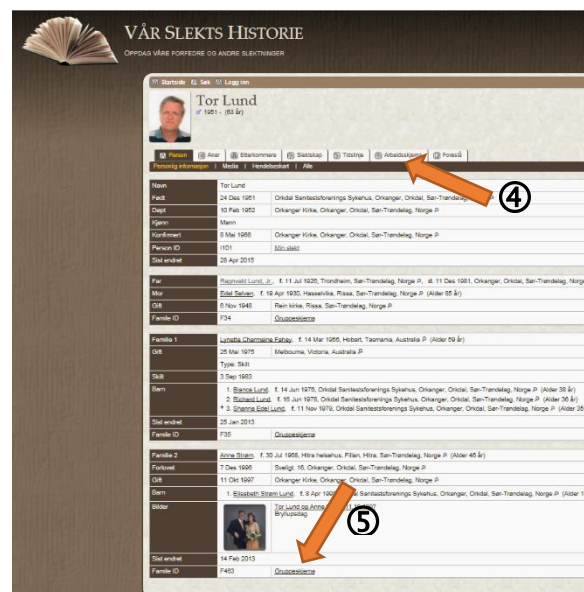 VÅR SLEKTS HISTORIE
OPPDAG VÅRE FORFEDRE OG ANDRE SLEKTNINGER
Startside Søk Logg inn
Tor Lund
♂ 1951 - (63 år)
Person Aner Etterkommere Slektskap Tidslinje Arbeidsskjema Foreslå
Personlig informasjon | Media | Hendelseskart | Alle
④
Navn Tor Lund
Født 24 Des 1951 Orkdal Sanitestsforenings Sykehus, Orkanger, Orkdal, Sør-Trøndelag,
Døpt 10 Feb 1952 Orkanger Kirke, Orkanger, Orkdal, Sør-Trøndelag, Norge
Kjønn Mann
Konfirmert 8 Mai 1966 Orkanger Kirke, Orkanger, Orkdal, Sør-Trøndelag, Norge
Person ID I101 Min slekt
Sist endret 28 Apr 2015
Far Ragnvald Lund, Jr., f. 11 Jul 1926, Trondheim, Sør-Trøndelag, Norge, d. 11 Des 1981, Orkanger, Orkdal, Sør-Trøndelag, Norge
Mor Edel Selven, f. 19 Apr 1930, Hasselvika, Rissa, Sør-Trøndelag, Norge (Alder 85 år)
Gift 6 Nov 1948 Rein kirke, Rissa, Sør-Trøndelag, Norge
Familie ID F34 Gruppeskjema
Familie 1 Lynette Charmaine Fahey, f. 14 Mar 1956, Hobart, Tasmania, Australia (Alder 59 år)
Gift 25 Mai 1975 Melbourne, Victoria, Australia
Type: Skilt
Skilt 3 Sep 1983
Barn 1. Bianca Lund, f. 14 Jun 1976, Orkdal Sanitestsforenings Sykehus, Orkanger, Orkdal, Sør-Trøndelag, Norge (Alder 38 år)
2. Richard Lund, f. 16 Jun 1978, Orkdal Sanitestsforenings Sykehus, Orkanger, Orkdal, Sør-Trøndelag, Norge (Alder 36 år)
+ 3. Shanna Edel Lund, f. 11 Nov 1979, Orkdal Sanitestsforenings Sykehus, Orkanger, Orkdal, Sør-Trøndelag, Norge (Alder 35
Sist endret 25 Jan 2013
Familie ID F35 Gruppeskjema
Familie 2 Anne Strøm, f. 30 Jul 1968, Hitra helsehus, Fillan, Hitra, Sør-Trøndelag, Norge (Alder 46 år)
Forlovet 7 Des 1996 Sveligt. 16, Orkanger, Orkdal, Sør-Trøndelag, Norge
Gift 11 Okt 1997 Orkanger Kirke, Orkanger, Orkdal, Sør-Trøndelag, Norge
Barn 1. Elisabeth Strøm Lund, f. 8 Apr Sanitestsforenings Sykehus, Orkanger, Orkdal, Sør-Trøndelag, Norge (Alder 1
Bilder Tor Lund og Anne
Bryllupsdag
⑤
Sist endret 14 Feb 2013
Familie ID F463 Gruppeskjema